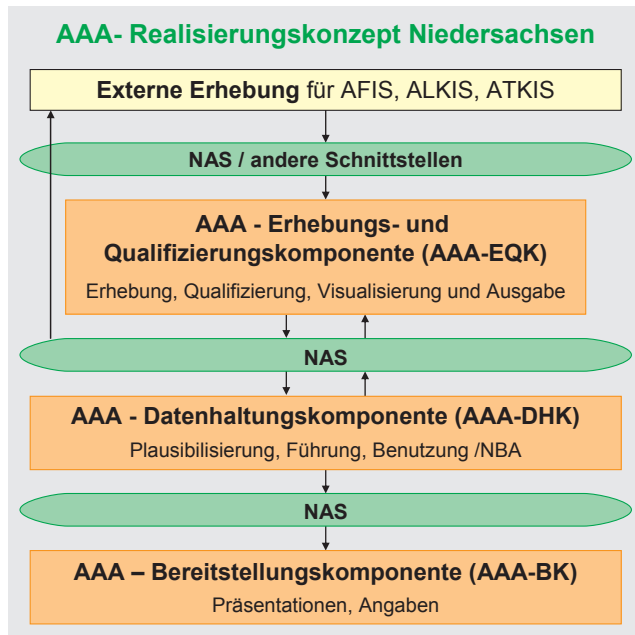 AAA- Realisierungskonzept Niedersachsen
Externe Erhebung für AFIS, ALKIS, ATKIS
NAS / andere Schnittstellen
AAA - Erhebungs- und
Qualifizierungskomponente (AAA-EQK)
Erhebung, Qualifizierung, Visualisierung und Ausgabe
NAS
AAA - Datenhaltungskomponente (AAA-DHK)
Plausibilisierung, Führung, Benutzung /NBA
NAS
AAA – Bereitstellungskomponente (AAA-BK)
Präsentationen, Angaben